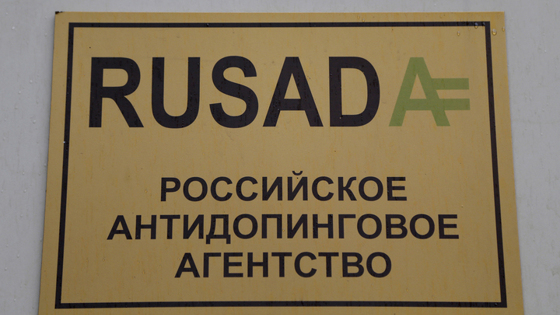 RUSADA
РОССИЙСКОЕ
АНТИДОПИНГОВОЕ
АГЕНТСТВО